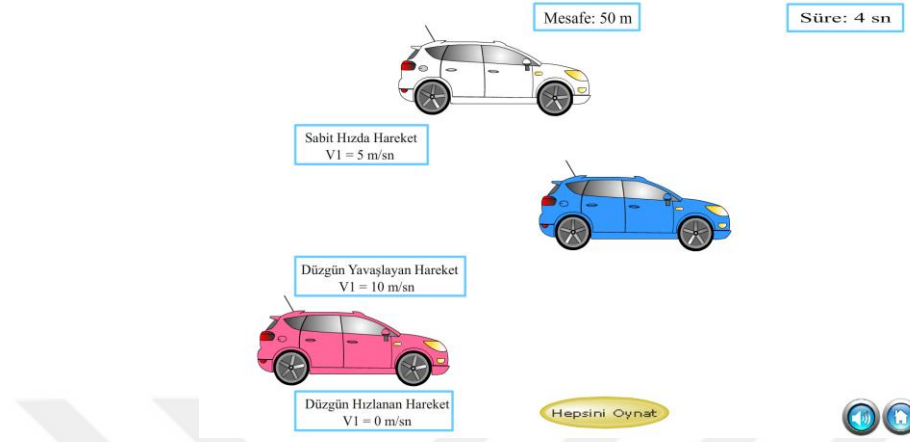 Mesafe: 50 m
Süre: 4 sn
Sabit Hızda Hareket
V1 = 5 m/sn
Düzgün Yavaşlayan Hareket
V1 = 10 m/sn
Düzgün Hızlanan Hareket
V1 = 0 m/sn
Hepsini Oynat